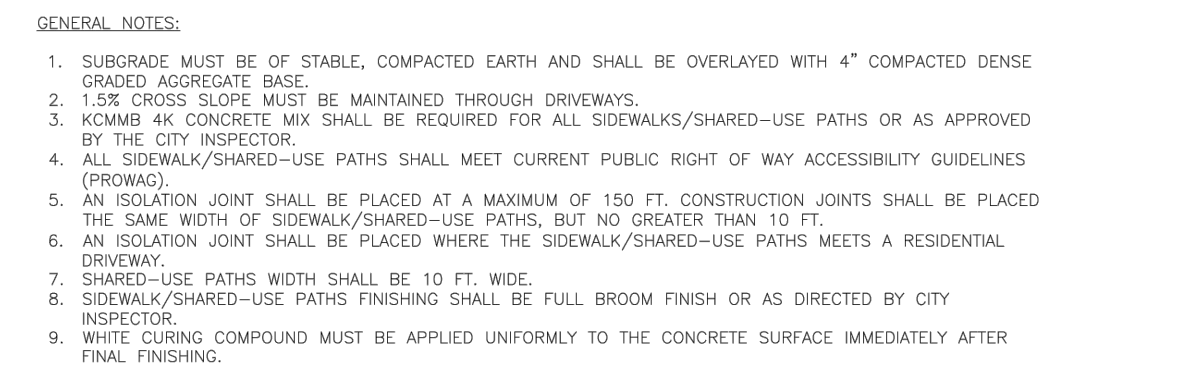 GENERAL NOTES:
1. SUBGRADE MUST BE OF STABLE, COMPACTED EARTH AND SHALL BE OVERLAYED WITH 4” COMPACTED DENSE
GRADED AGGREGATE BASE.
2. 1.5% CROSS SLOPE MUST BE MAINTAINED THROUGH DRIVEWAYS.
3. KCMMB 4K CONCRETE MIX SHALL BE REQUIRED FOR ALL SIDEWALKS/SHARED-USE PATHS OR AS APPROVED
BY THE CITY INSPECTOR.
4. ALL SIDEWALK/SHARED-USE PATHS SHALL MEET CURRENT PUBLIC RIGHT OF WAY ACCESSIBILITY GUIDELINES
(PROWAG).
5. AN ISOLATION JOINT SHALL BE PLACED AT A MAXIMUM OF 150 FT. CONSTRUCTION JOINTS SHALL BE PLACED
THE SAME WIDTH OF SIDEWALK/SHARED-USE PATHS, BUT NO GREATER THAN 10 FT.
6. AN ISOLATION JOINT SHALL BE PLACED WHERE THE SIDEWALK/SHARED-USE PATHS MEETS A RESIDENTIAL
DRIVEWAY.
7. SHARED-USE PATHS WIDTH SHALL BE 10 FT. WIDE.
8. SIDEWALK/SHARED-USE PATHS FINISHING SHALL BE FULL BROOM FINISH OR AS DIRECTED BY CITY
INSPECTOR.
9. WHITE CURING COMPOUND MUST BE APPLIED UNIFORMLY TO THE CONCRETE SURFACE IMMEDIATELY AFTER
FINAL FINISHING.